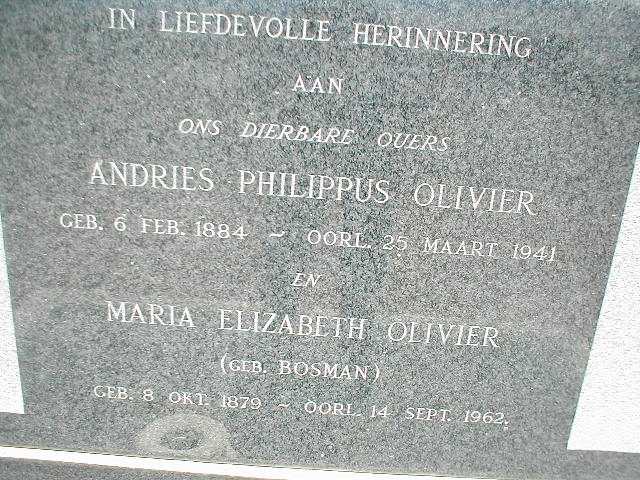 IN LIEFDEVOLLE HERINNERING
AAN
ONS DIERBARE OUERS
ANDRIES PHILIPPUS OLIVIER
GEB. 6 FEB. 1884 ~ OORL. 25 MAART 1941
EN
MARIA ELIZABETH OLIVIER
(GEB. BOSMAN)
GEB. 8 OKT. 1879 ~ OORL. 14 SEPT. 1962.